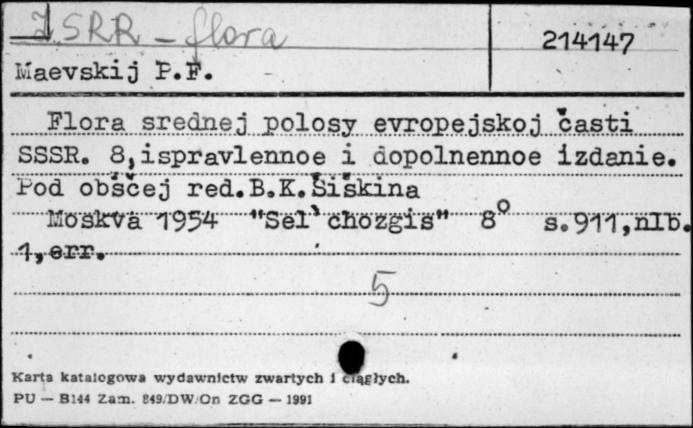 ZSRR - flora
214147
Maevskij P.F.
Flora srednej polosy evropejskoj časti
SSSR. 8,ispravlennoe i dopolnennoe izdanie.
Pod obščej red.B.K.Šiškina
Moskva 1954 "Sel'chozgis" 8° s.911,nlb.
1,err.
5
Karta katalogowa wydawnictw zwartych i ciągłych.
PU — B144 Zam. 849/DW/On ZGG — 1991